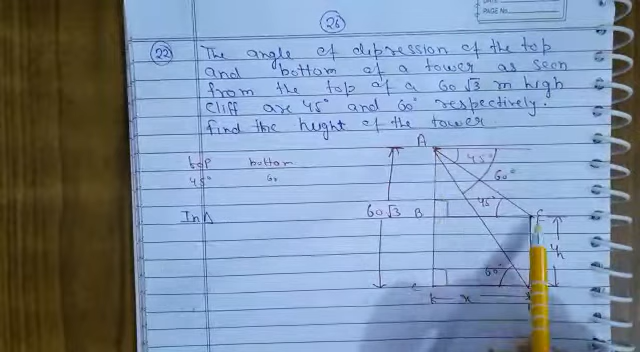 PAGE No.
26
22 The angle of depression of the top
and bottom of a tower as seen
from the top of a 60√3 m high
cliff are 45° and 60° respectively.
find the height of the tower
top bottom
45° 60
In Δ
A
45°
60°
60√3 B
45°
E
h
60°
C
x